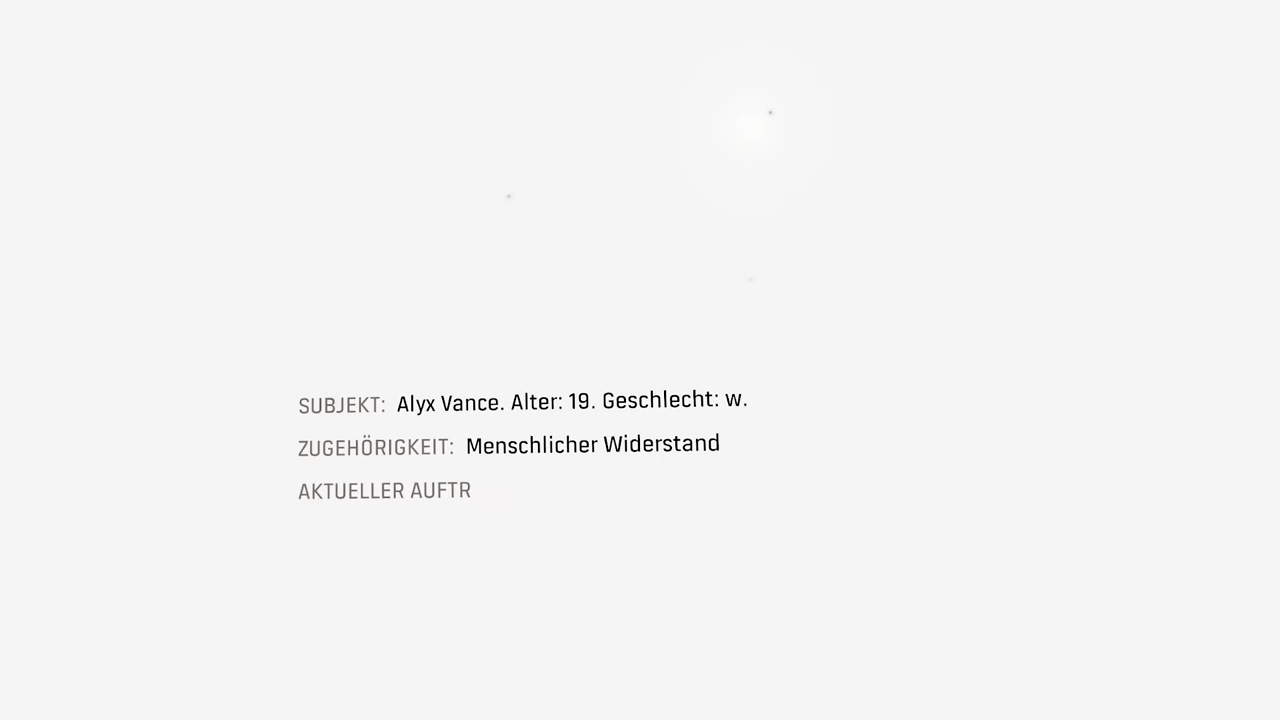 SUBJEKT: Alyx Vance. Alter: 19. Geschlecht: w.
ZUGEHÖRIGKEIT: Menschlicher Widerstand
AKTUELLER AUFTR